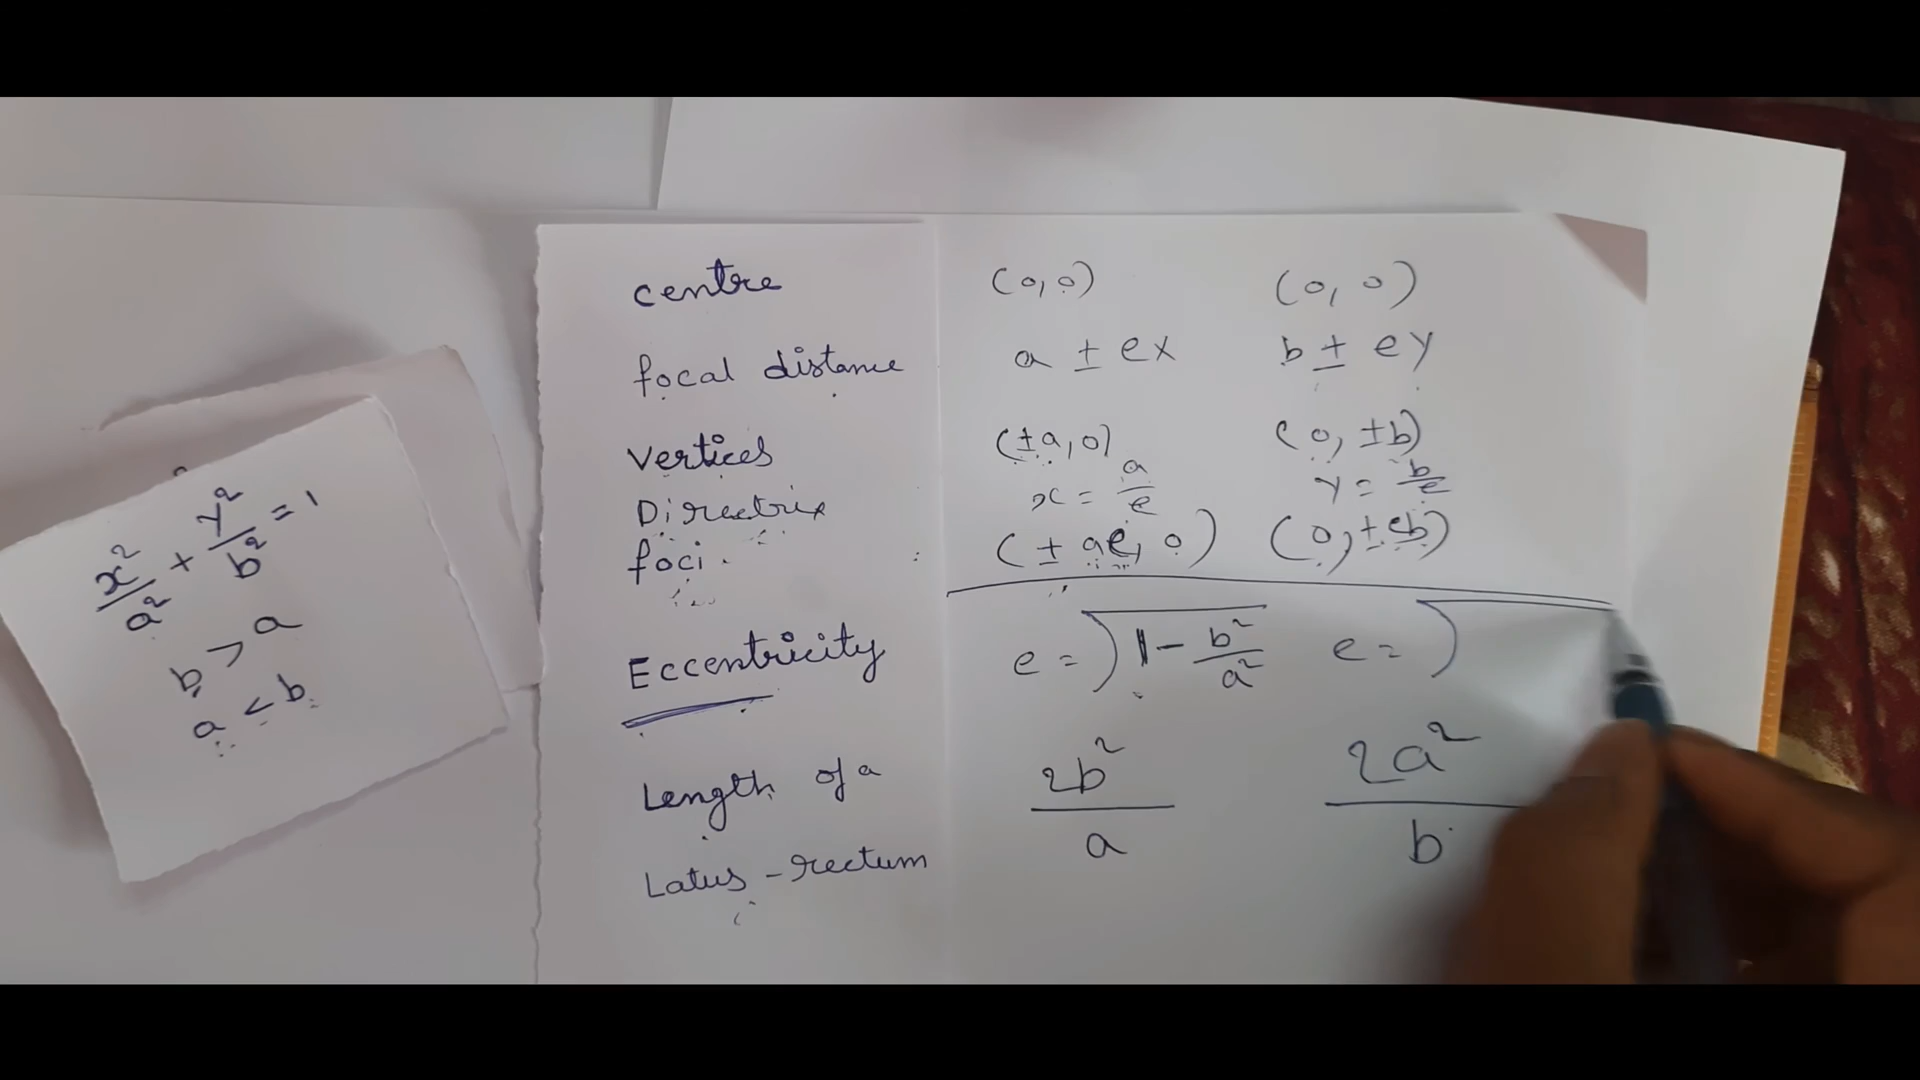 x²/a² + y²/b² = 1
b > a
a < b
centre (0, 0) (0, 0)
focal distance a ± ex b ± ey
Vertices (±a, 0) (0, ±b)
Directrix x = a/e y = b/e
foci (± ae, 0) (0, ± eb)
Eccentricity e = √1 - b²/a² e = √
Length of a 2b²/a 2a²/b
Latus - rectum